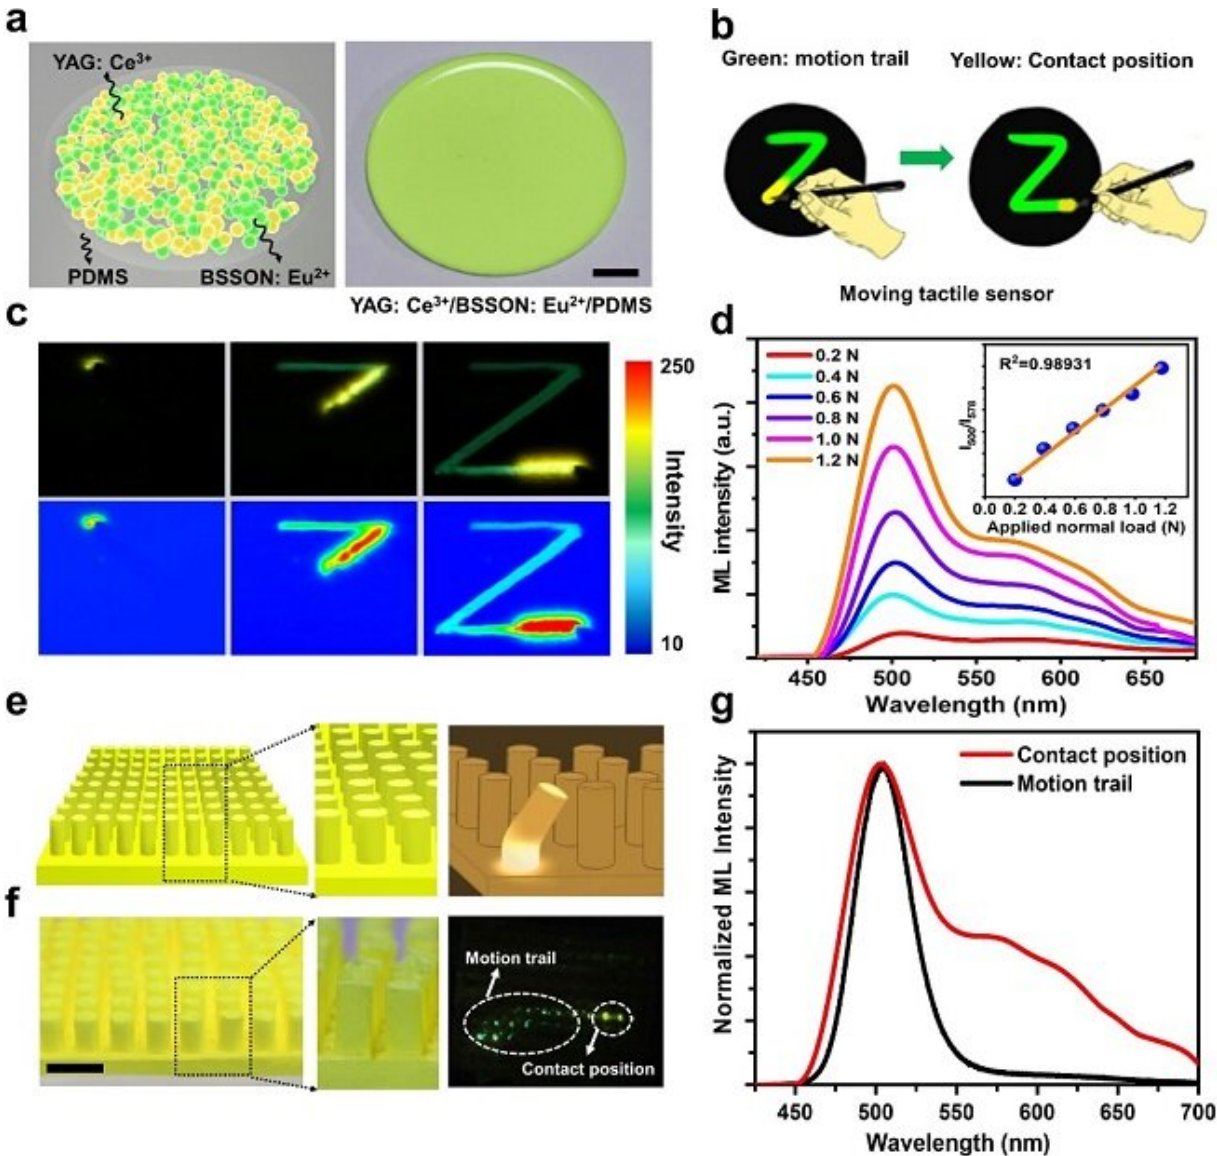 a
YAG: Ce³⁺
PDMS
BSSON: Eu²⁺
YAG: Ce³⁺/BSSON: Eu²⁺/PDMS
b
Green: motion trail
Yellow: Contact position
Moving tactile sensor
c
250
Intensity
10
d
ML intensity (a.u.)
0.2 N
0.4 N
0.6 N
0.8 N
1.0 N
1.2 N
R²=0.98931
I₅₀₀/I₅₇₈
0.0 0.2 0.4 0.6 0.8 1.0 1.2
Applied normal load (N)
450 500 550 600 650
Wavelength (nm)
e
f
Motion trail
Contact position
g
Normalized ML Intensity
Contact position
Motion trail
450 500 550 600 650 700
Wavelength (nm)